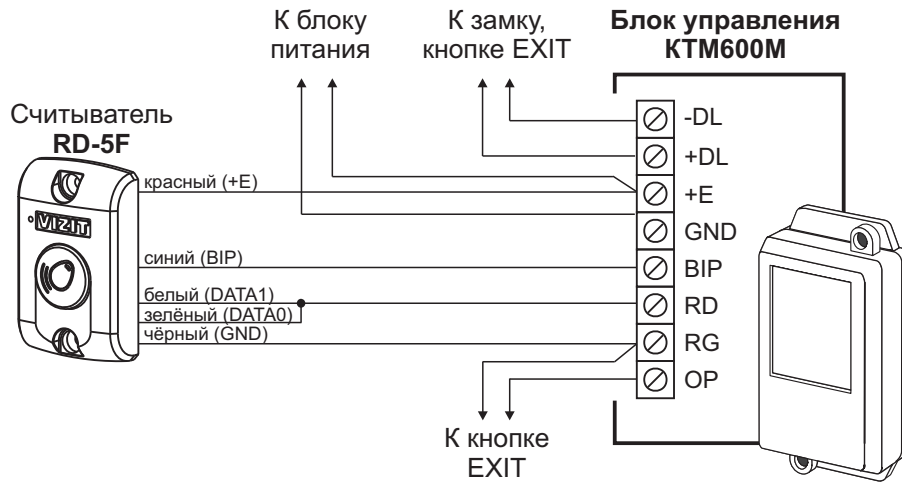 К блоку
питания
К замку,
кнопке EXIT
Блок управления
КТМ600М
Считыватель
RD-5F
VIZIT
красный (+E)
синий (BIP)
белый (DATA1)
зелёный (DATA0)
чёрный (GND)
-DL
+DL
+E
GND
BIP
RD
RG
OP
К кнопке
EXIT